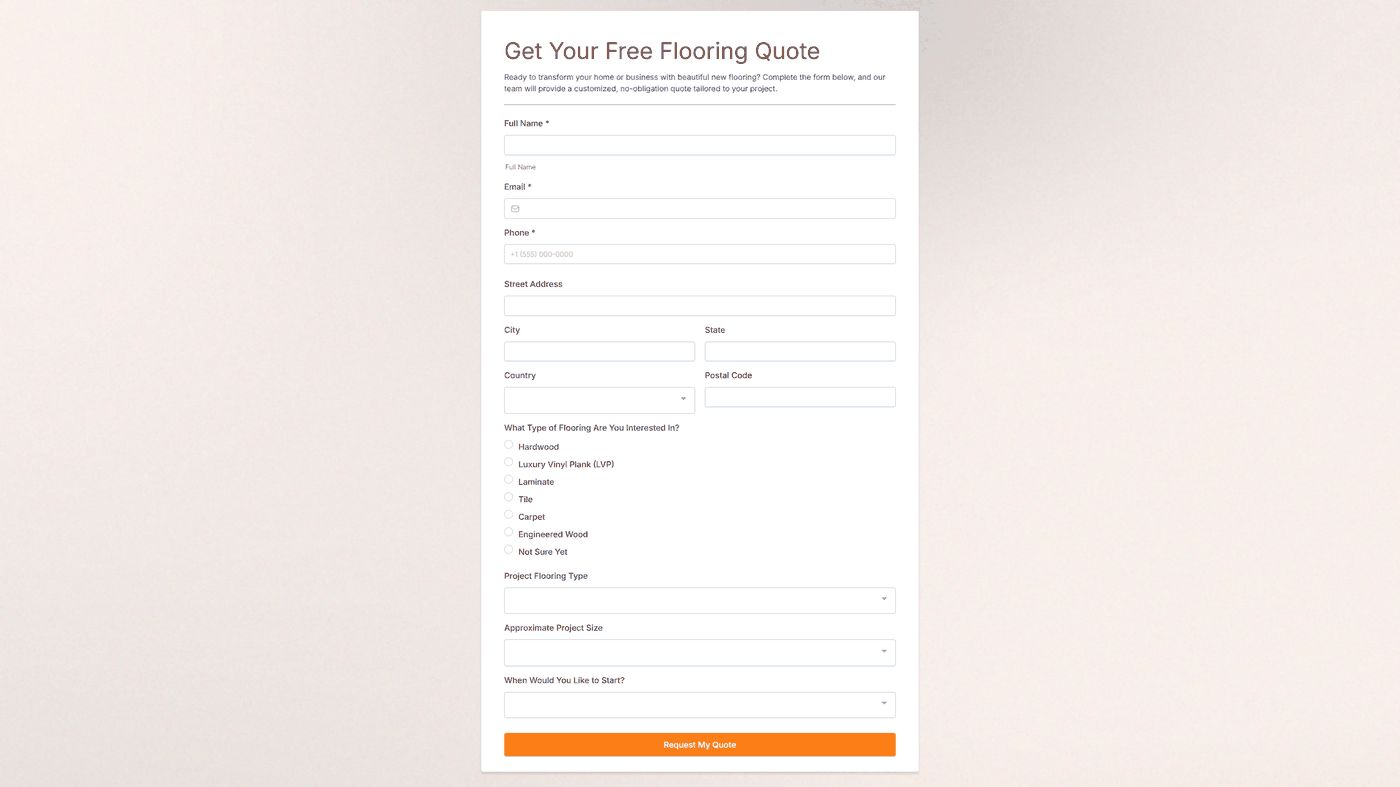 Get Your Free Flooring Quote
Ready to transform your home or business with beautiful new flooring? Complete the form below, and our
team will provide a customized, no-obligation quote tailored to your project.
Full Name *
Full Name
Email *
Phone *
+1 (555) 000-0000
Street Address
City
State
Country
Postal Code
What Type of Flooring Are You Interested In?
Hardwood
Luxury Vinyl Plank (LVP)
Laminate
Tile
Carpet
Engineered Wood
Not Sure Yet
Project Flooring Type
Approximate Project Size
When Would You Like to Start?
Request My Quote